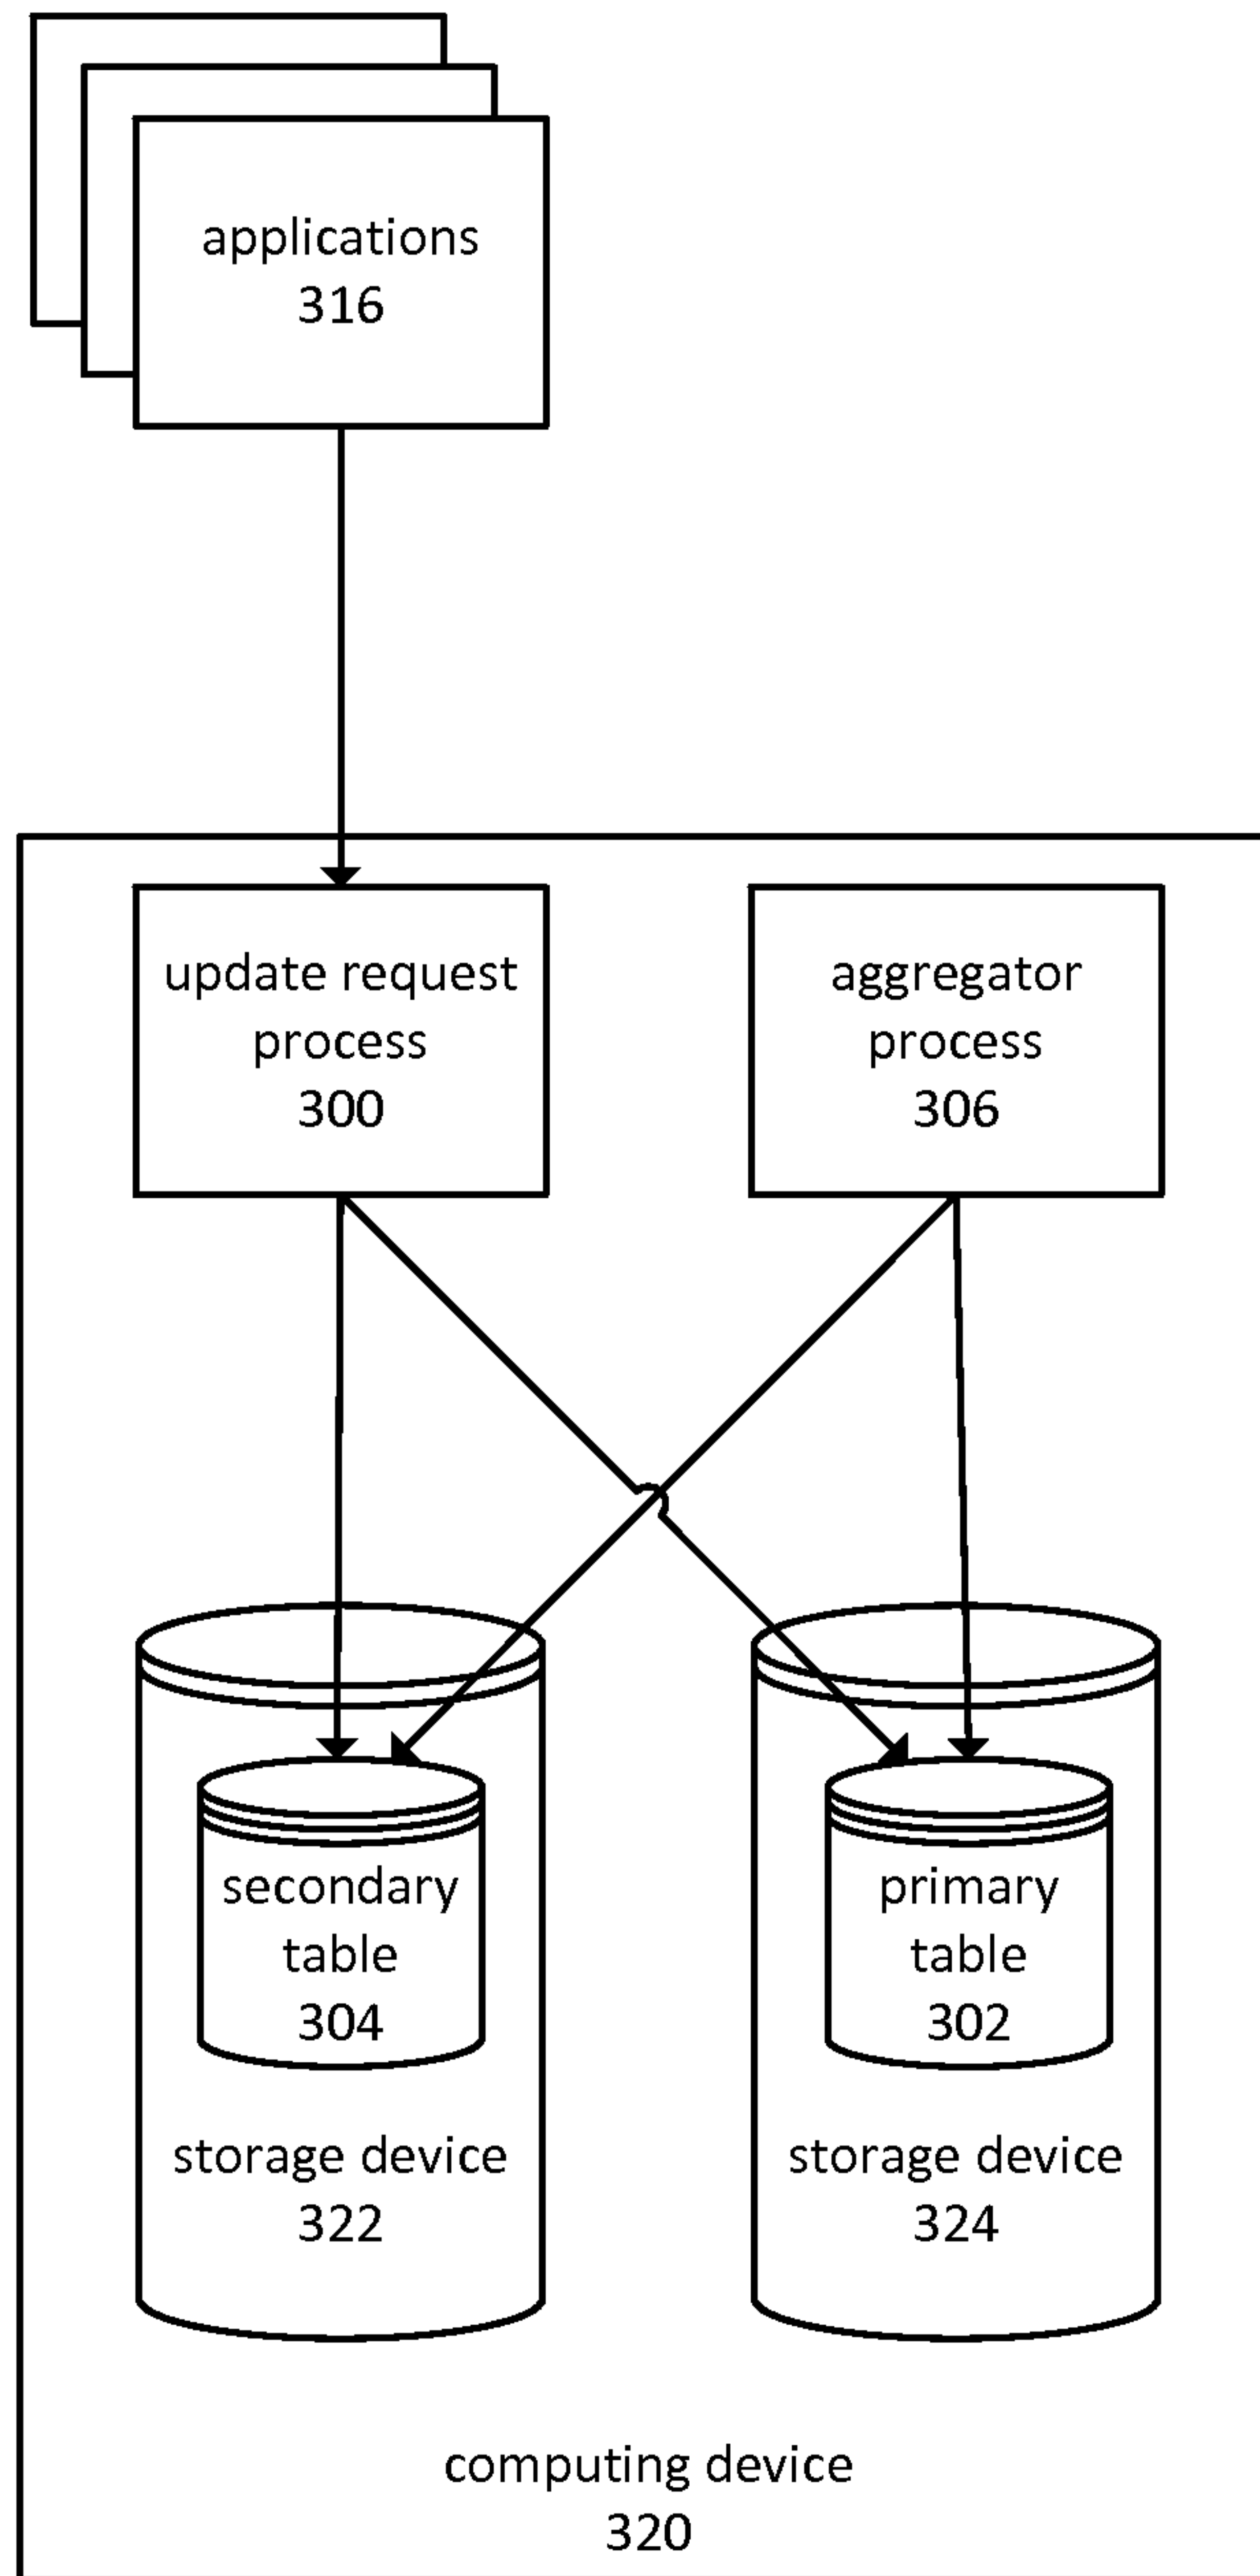 applications
316
update request
process
300
aggregator
process
306
secondary
table
304
primary
table
302
storage device
322
storage device
324
computing device
320